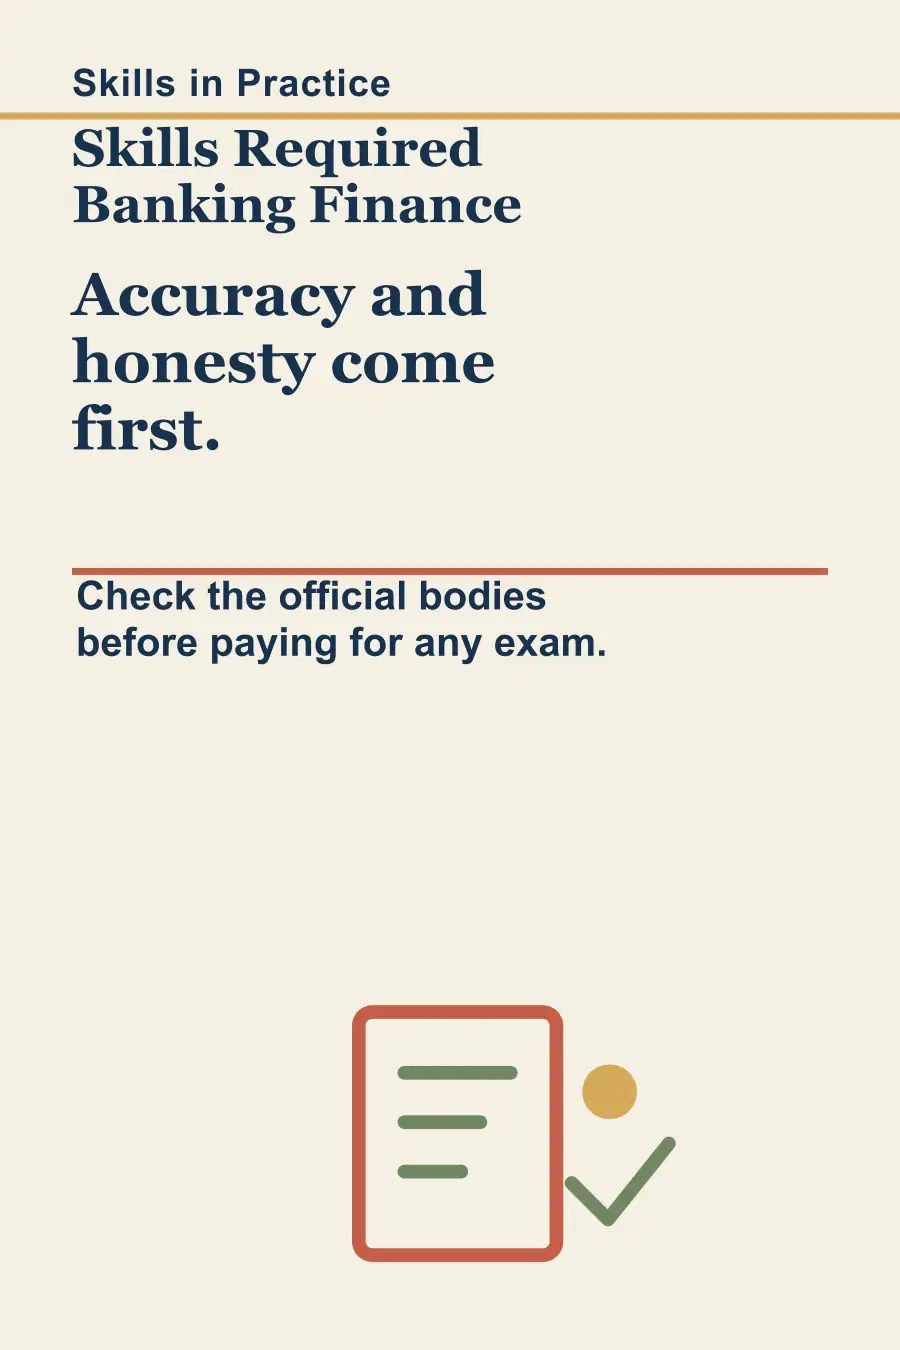 Skills in Practice
Skills Required
Banking Finance
Accuracy and
honesty come
first.
Check the official bodies
before paying for any exam.